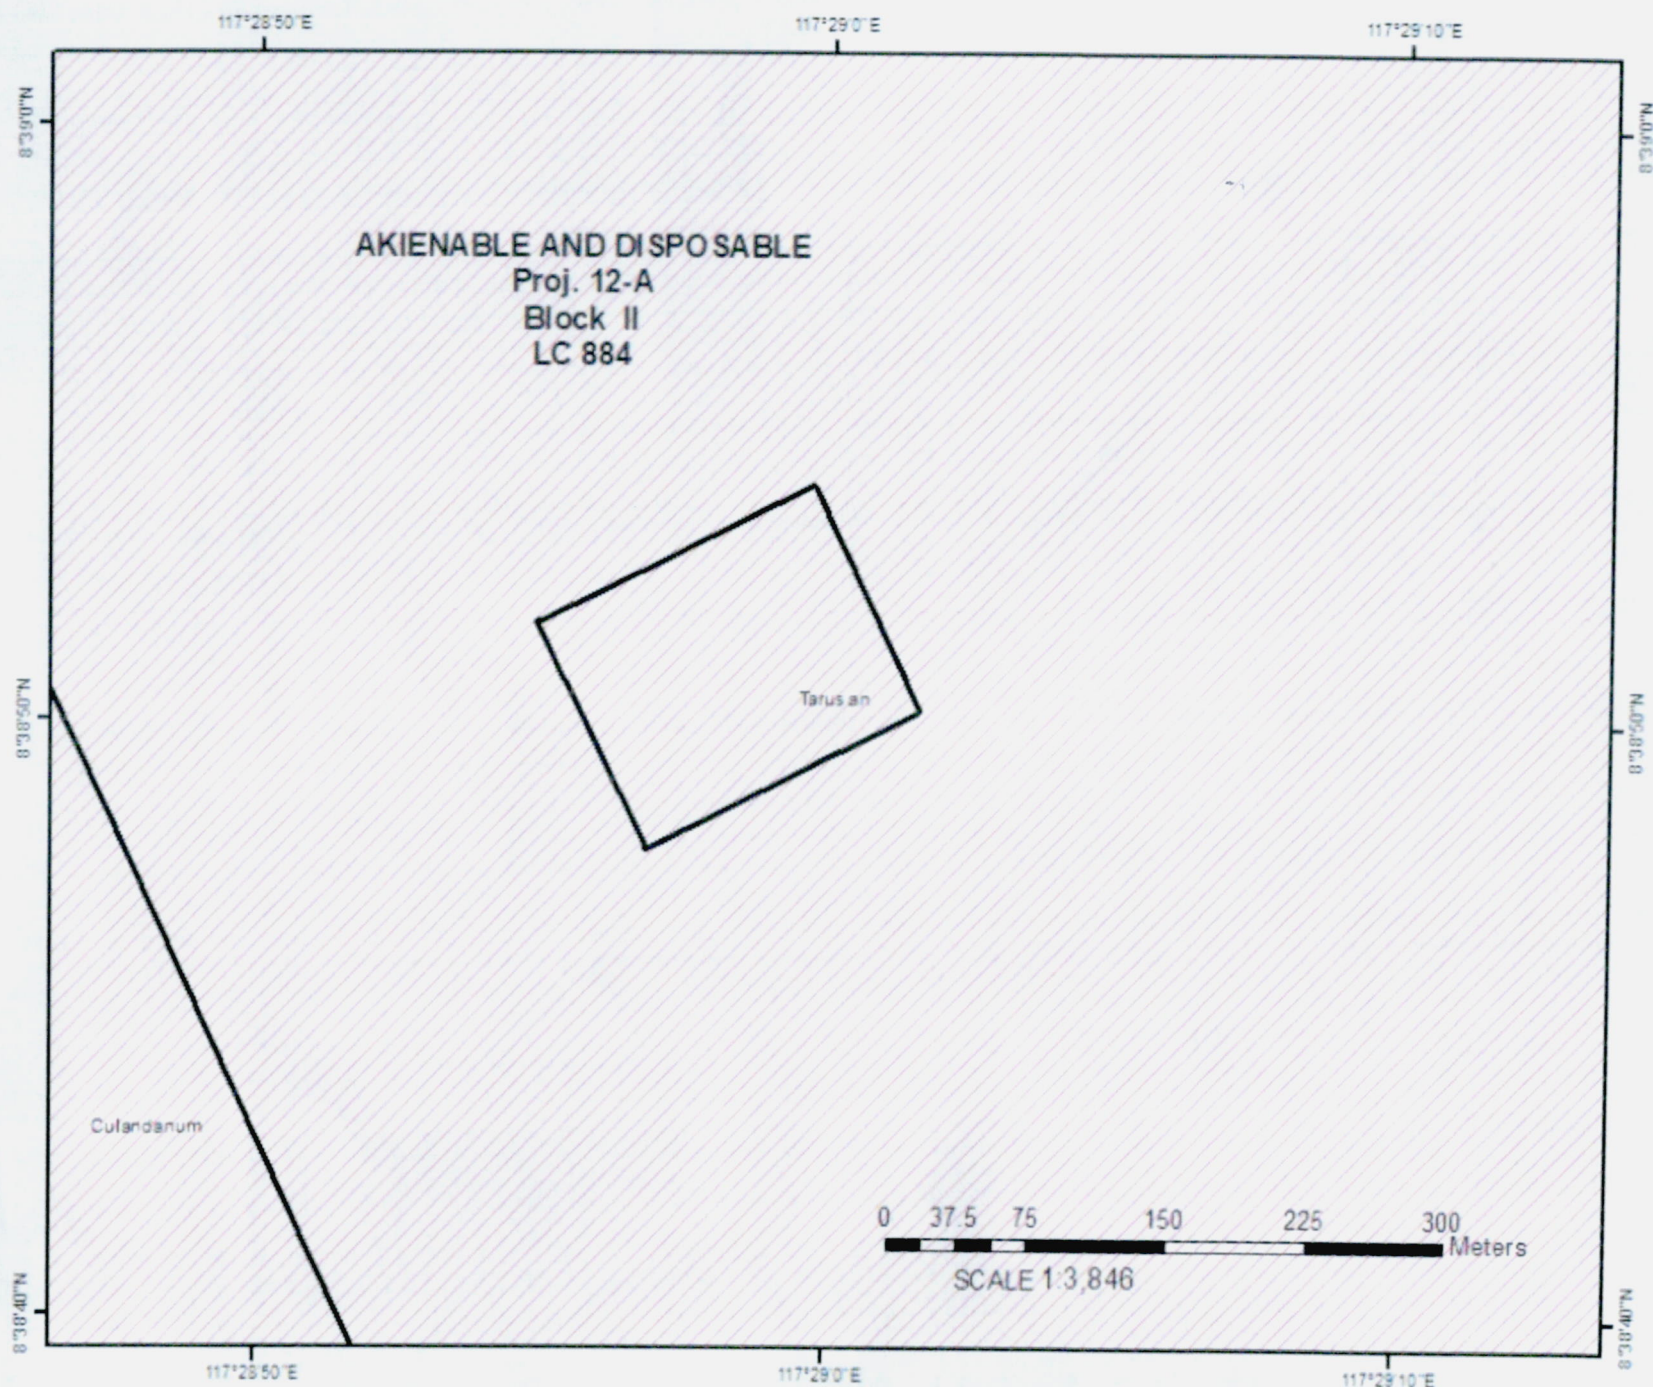 117°28'50"E 117°29'0"E 117°29'10"E
8°39'0"N 8°39'0"N
AKIENABLE AND DISPOSABLE
Proj. 12-A
Block II
LC 884
Tarusan
8°38'50"N 8°38'50"N
Culandanum
0 37.5 75 150 225 300
Meters
SCALE 1:3,846
8°38'40"N 8°38'40"N
117°28'50"E 117°29'0"E 117°29'10"E